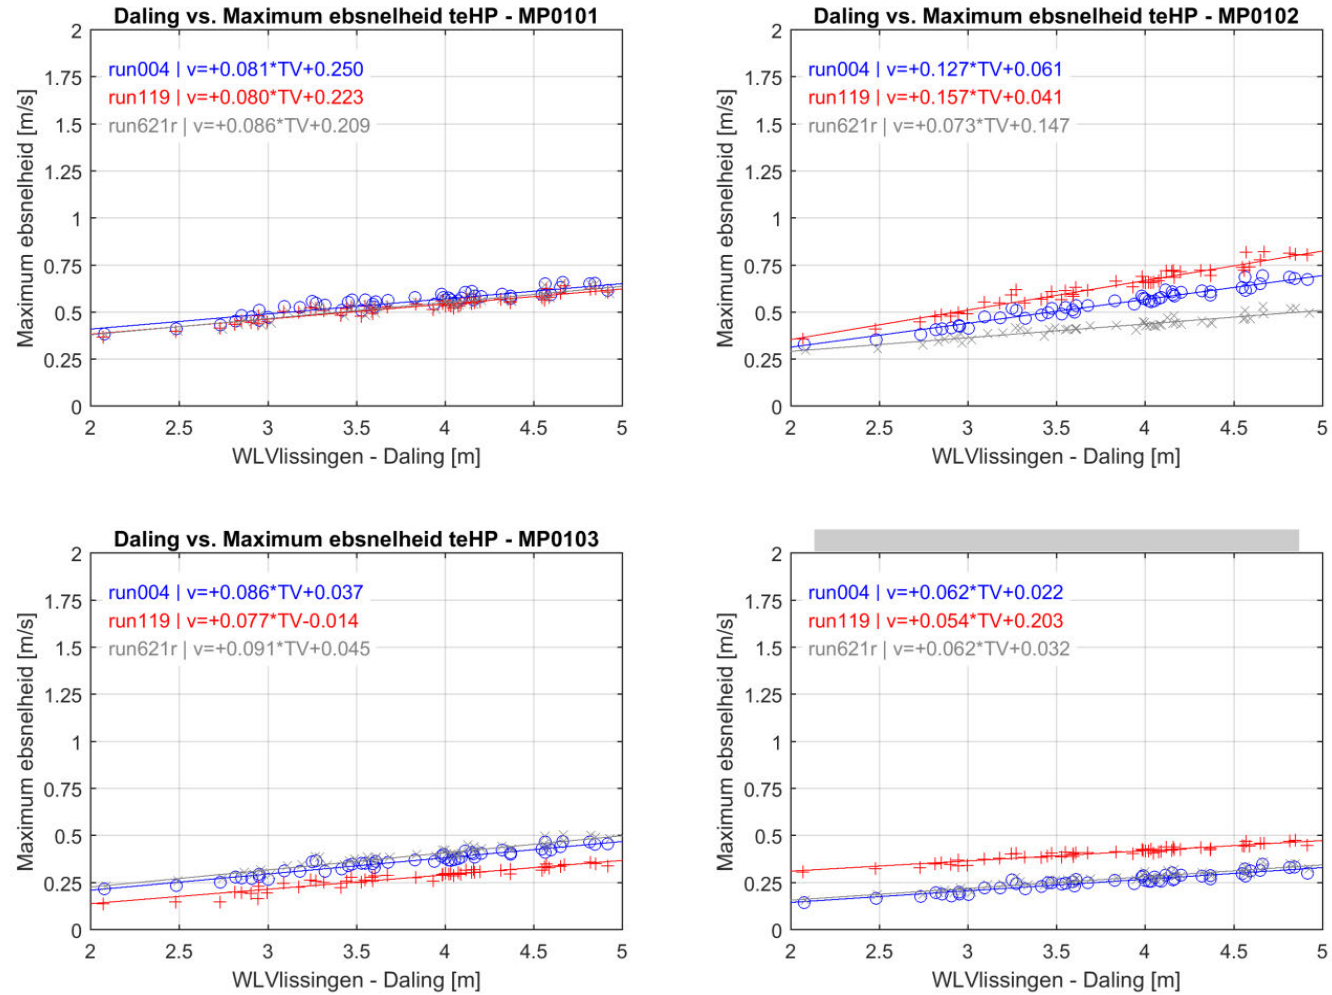 Daling vs. Maximum ebsnelheid teHP - MP0101
2
1.75
1.5
1.25
1
0.75
0.5
0.25
0
run004 | v=+0.081*TV+0.250
run119 | v=+0.080*TV+0.223
run621r | v=+0.086*TV+0.209
Maximum ebsnelheid [m/s]
2 2.5 3 3.5 4 4.5 5
WLVlissingen - Daling [m]
Daling vs. Maximum ebsnelheid teHP - MP0102
2
1.75
1.5
1.25
1
0.75
0.5
0.25
0
run004 | v=+0.127*TV+0.061
run119 | v=+0.157*TV+0.041
run621r | v=+0.073*TV+0.147
Maximum ebsnelheid [m/s]
2 2.5 3 3.5 4 4.5 5
WLVlissingen - Daling [m]
Daling vs. Maximum ebsnelheid teHP - MP0103
2
1.75
1.5
1.25
1
0.75
0.5
0.25
0
run004 | v=+0.086*TV+0.037
run119 | v=+0.077*TV-0.014
run621r | v=+0.091*TV+0.045
Maximum ebsnelheid [m/s]
2 2.5 3 3.5 4 4.5 5
WLVlissingen - Daling [m]
2
1.75
1.5
1.25
1
0.75
0.5
0.25
0
run004 | v=+0.062*TV+0.022
run119 | v=+0.054*TV+0.203
run621r | v=+0.062*TV+0.032
Maximum ebsnelheid [m/s]
2 2.5 3 3.5 4 4.5 5
WLVlissingen - Daling [m]